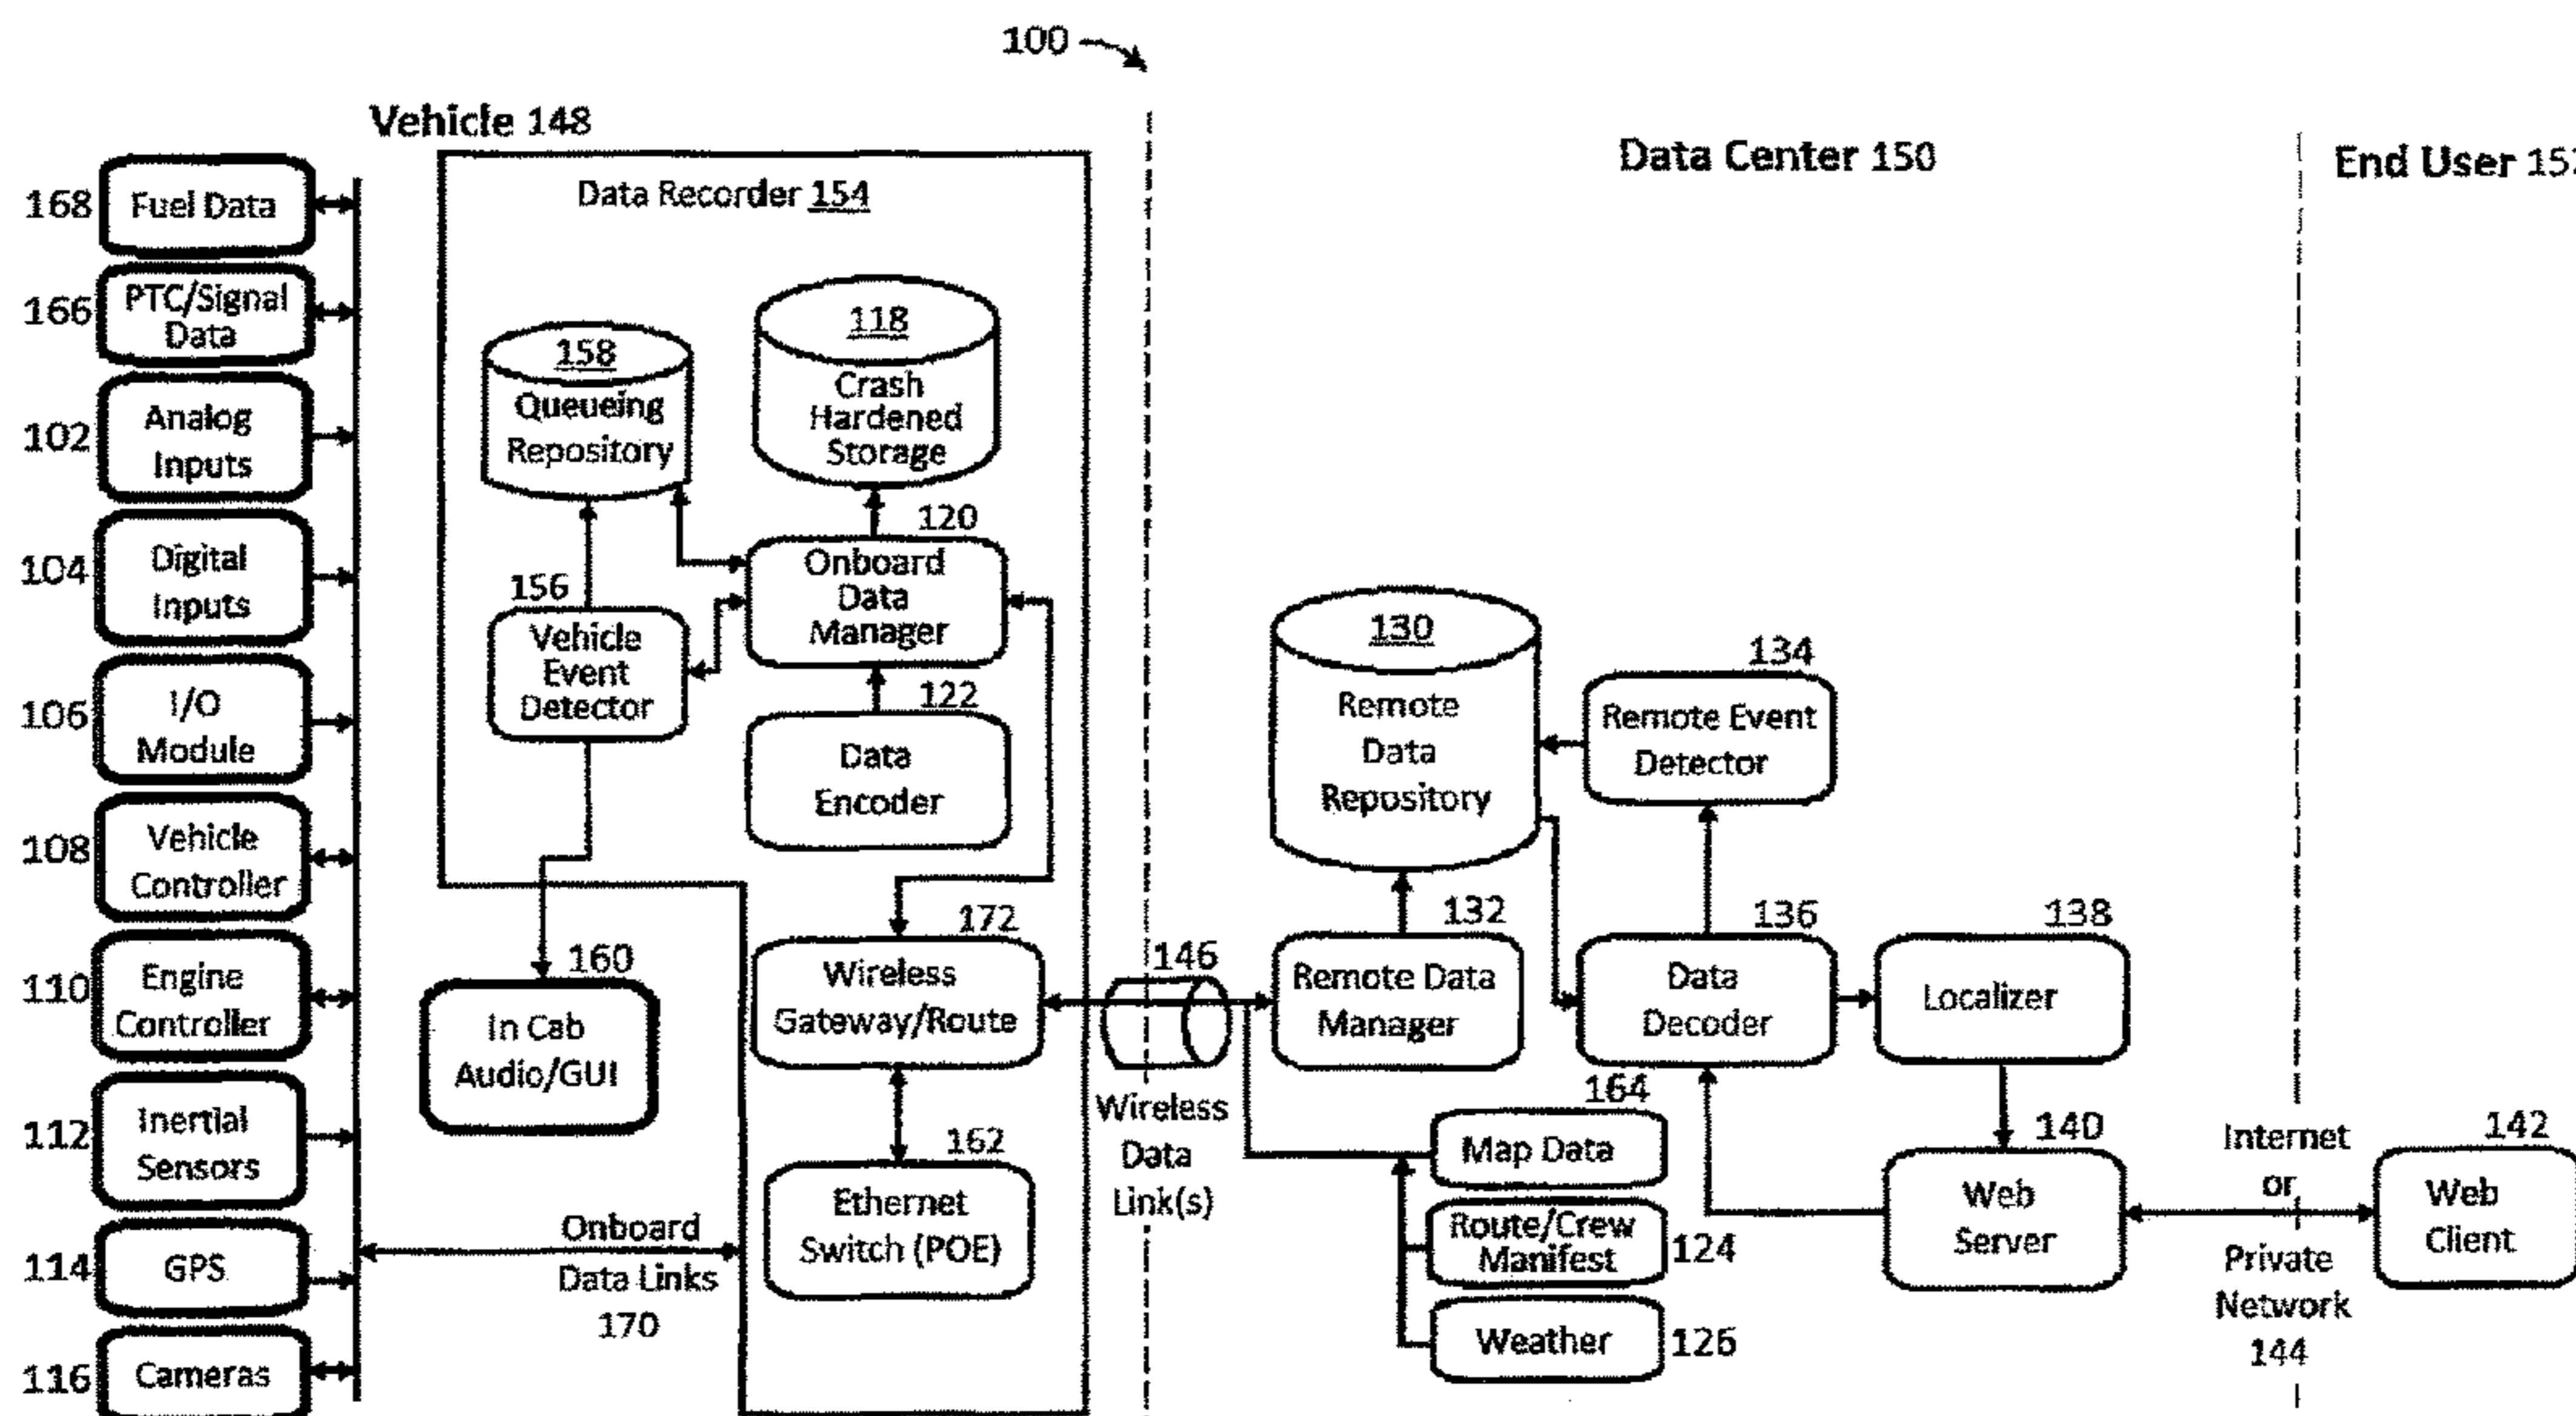 100
Vehicle 148
Data Center 150
End User 152
168
Fuel Data
166
PTC/Signal
Data
102
Analog
Inputs
104
Digital
Inputs
106
I/O
Module
108
Vehicle
Controller
110
Engine
Controller
112
Inertial
Sensors
114
GPS
116
Cameras
Data Recorder 154
158
Queueing
Repository
118
Crash
Hardened
Storage
120
Onboard
Data
Manager
156
Vehicle
Event
Detector
122
Data
Encoder
160
In Cab
Audio/GUI
172
Wireless
Gateway/Route
162
Ethernet
Switch (POE)
Onboard
Data Links
170
146
Wireless
Data
Link(s)
130
Remote
Data
Repository
134
Remote Event
Detector
132
Remote Data
Manager
136
Data
Decoder
138
Localizer
164
Map Data
Route/Crew
Manifest
124
Weather
126
140
Web
Server
Internet
or
Private
Network
144
142
Web
Client